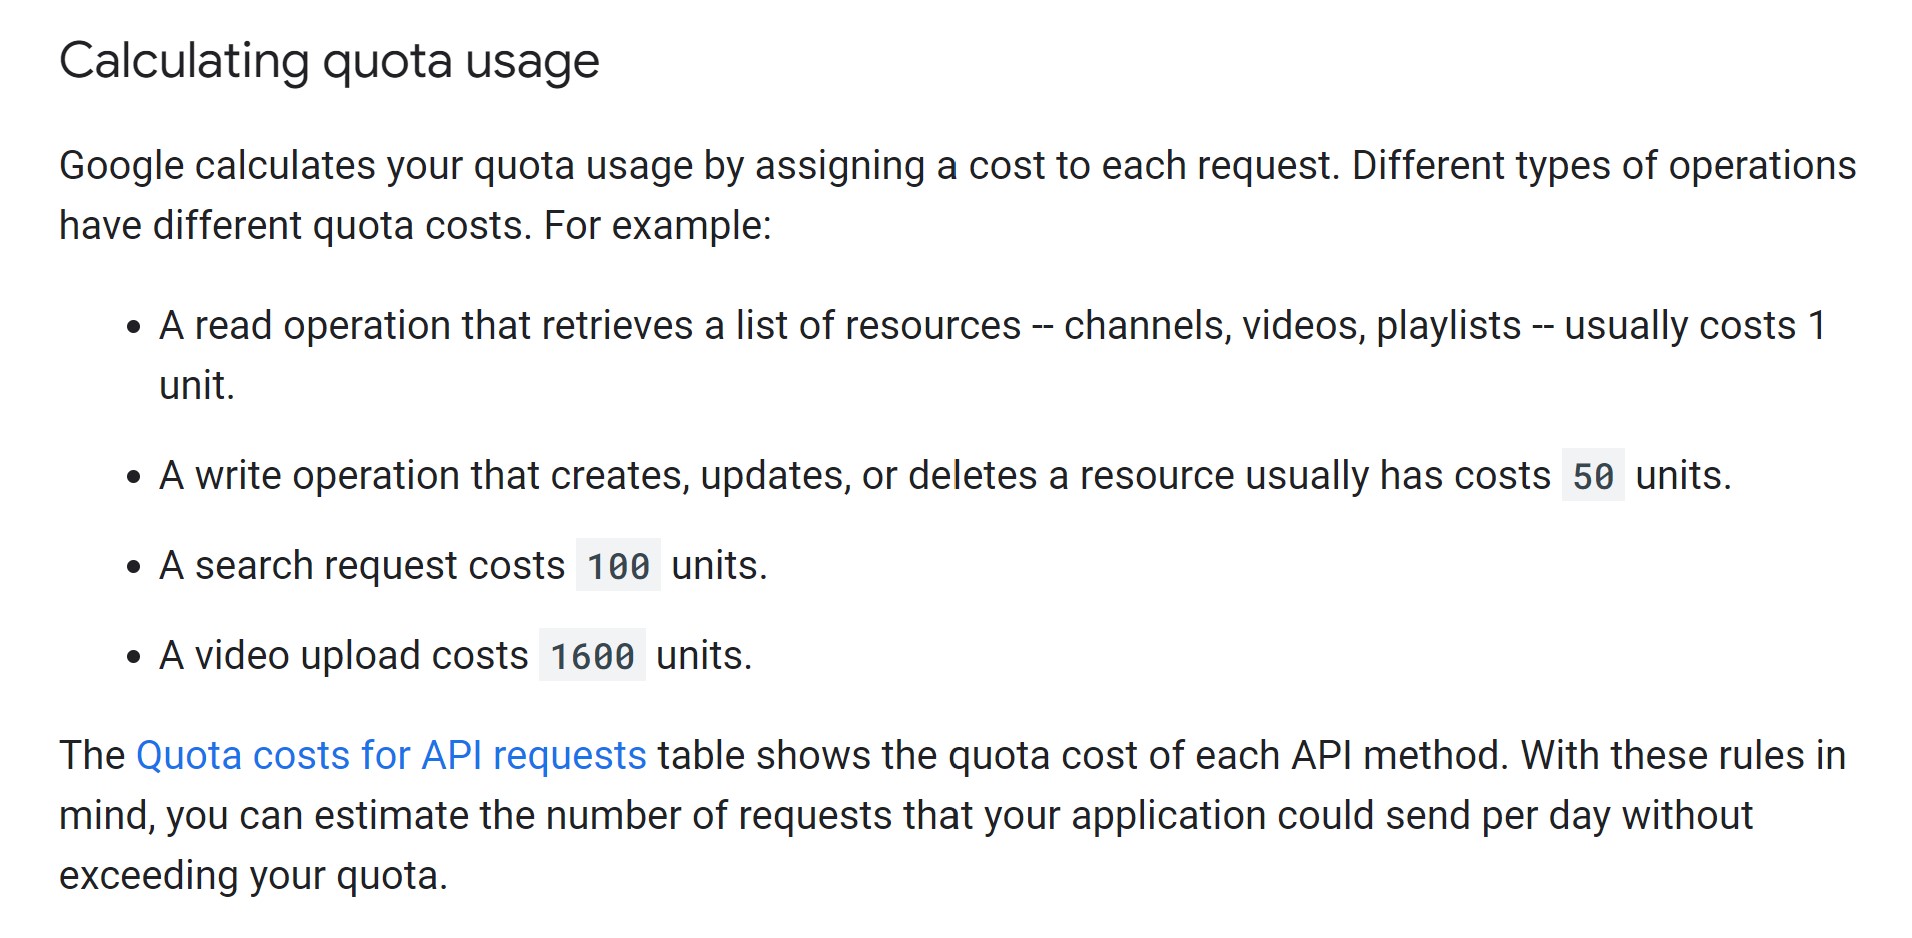 Calculating quota usage
Google calculates your quota usage by assigning a cost to each request. Different types of operations
have different quota costs. For example:
• A read operation that retrieves a list of resources -- channels, videos, playlists -- usually costs 1
unit.
• A write operation that creates, updates, or deletes a resource usually has costs 50 units.
• A search request costs 100 units.
• A video upload costs 1600 units.
The Quota costs for API requests table shows the quota cost of each API method. With these rules in
mind, you can estimate the number of requests that your application could send per day without
exceeding your quota.